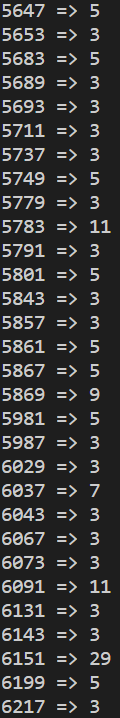 5647 => 5
5653 => 3
5683 => 5
5689 => 3
5693 => 3
5711 => 3
5737 => 3
5749 => 5
5779 => 3
5783 => 11
5791 => 3
5801 => 5
5843 => 3
5857 => 3
5861 => 5
5867 => 5
5869 => 9
5981 => 5
5987 => 3
6029 => 3
6037 => 7
6043 => 3
6067 => 3
6073 => 3
6091 => 11
6131 => 3
6143 => 3
6151 => 29
6199 => 5
6217 => 3